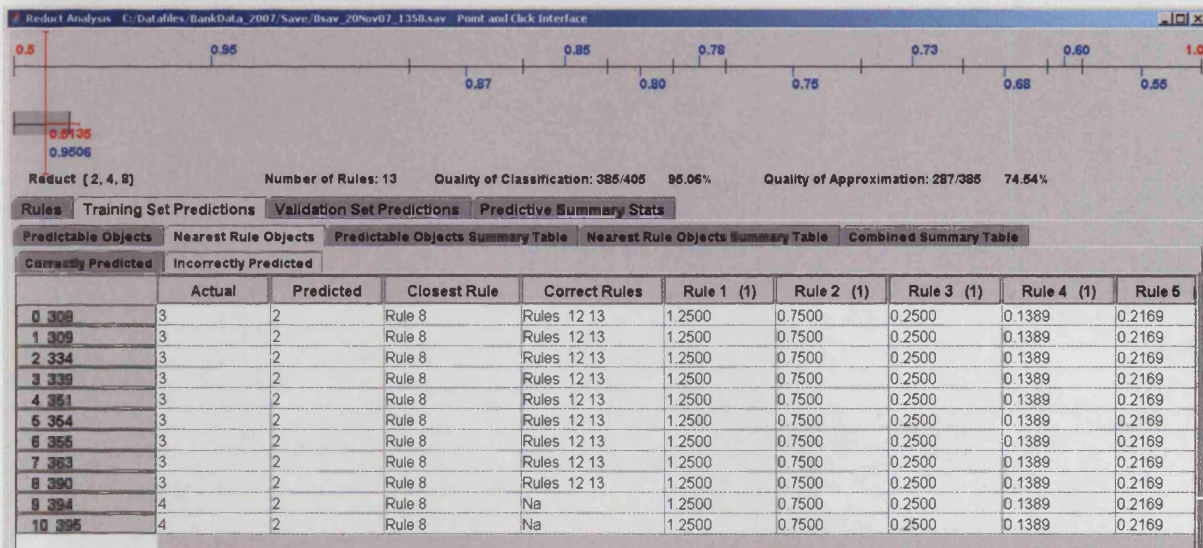 Reduct Analysis C:/Datafiles/BankData_2007/Save/8sav_20Nov07_1358.sav Point and Click Interface
0.5 0.95 0.85 0.78 0.73 0.60 1.0
0.87 0.80 0.75 0.68 0.55
0.5135
0.9506
Reduct {2, 4, 8} Number of Rules: 13 Quality of Classification: 385/405 95.06% Quality of Approximation: 287/385 74.54%
Rules Training Set Predictions Validation Set Predictions Predictive Summary Stats
Predictable Objects Nearest Rule Objects Predictable Objects Summary Table Nearest Rule Objects Summary Table Combined Summary Table
Correctly Predicted Incorrectly Predicted
Actual Predicted Closest Rule Correct Rules Rule 1 (1) Rule 2 (1) Rule 3 (1) Rule 4 (1) Rule 5
0 308 3 2 Rule 8 Rules 12 13 1.2500 0.7500 0.2500 0.1389 0.2169
1 309 3 2 Rule 8 Rules 12 13 1.2500 0.7500 0.2500 0.1389 0.2169
2 334 3 2 Rule 8 Rules 12 13 1.2500 0.7500 0.2500 0.1389 0.2169
3 339 3 2 Rule 8 Rules 12 13 1.2500 0.7500 0.2500 0.1389 0.2169
4 351 3 2 Rule 8 Rules 12 13 1.2500 0.7500 0.2500 0.1389 0.2169
5 354 3 2 Rule 8 Rules 12 13 1.2500 0.7500 0.2500 0.1389 0.2169
6 355 3 2 Rule 8 Rules 12 13 1.2500 0.7500 0.2500 0.1389 0.2169
7 363 3 2 Rule 8 Rules 12 13 1.2500 0.7500 0.2500 0.1389 0.2169
8 390 3 2 Rule 8 Rules 12 13 1.2500 0.7500 0.2500 0.1389 0.2169
9 394 4 2 Rule 8 Na 1.2500 0.7500 0.2500 0.1389 0.2169
10 395 4 2 Rule 8 Na 1.2500 0.7500 0.2500 0.1389 0.2169